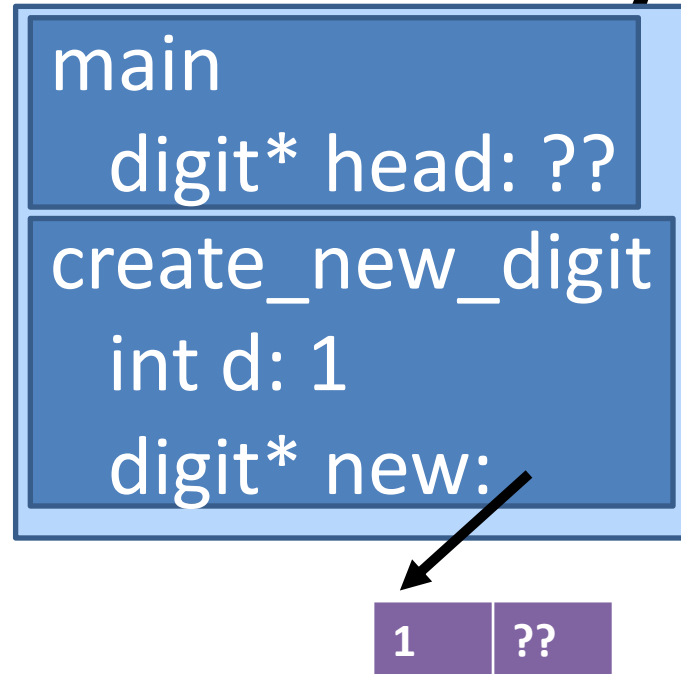 main
digit* head: ??
create_new_digit
int d: 1
digit* new:
1 ??